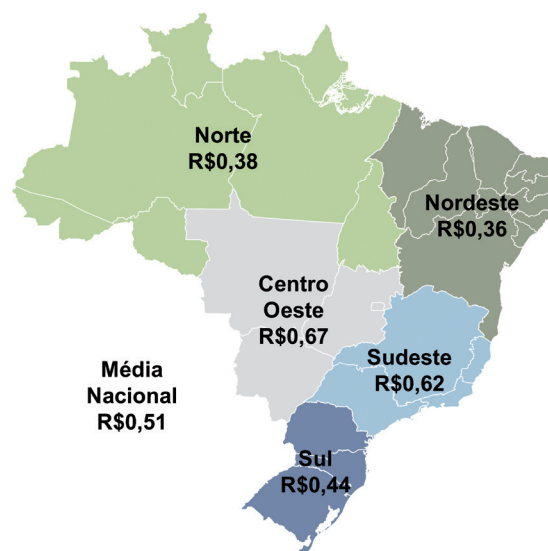 Norte
R$0,38
Nordeste
R$0,36
Centro
Oeste
R$0,67
Sudeste
R$0,62
Média
Nacional
R$0,51
Sul
R$0,44